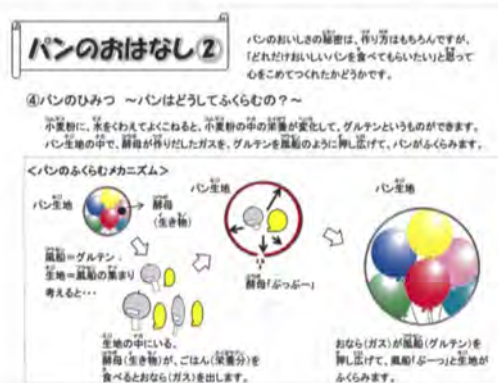 パンのおはなし②
パンのおいしさの秘密は、作り方はもちろんですが、
「どれだけおいしいパンを食べてもらいたい」と思って
心をこめてつくれたかどうかです。
④パンのひみつ ～パンはどうしてふくらむの？～
小麦粉に、水をくわえてよくこねると、小麦粉の中の栄養が変化して、グルテンというものができます。
パン生地の中で、酵母が作りだしたガスを、グルテンを風船のように押し広げて、パンがふくらみます。
＜パンのふくらむメカニズム＞
パン生地
酵母
(生き物)
風船＝グルテン
生地＝風船の集まり
考えると・・・
生地の中にいる、
酵母(生き物)が、ごはん(栄養分)を
食べるとおなら(ガス)を出します。
パン生地
酵母「ぷっぷー」
パン生地
おなら(ガス)が風船(グルテン)を
押し広げて、風船「ぷーっ」と生地が
ふくらみます。